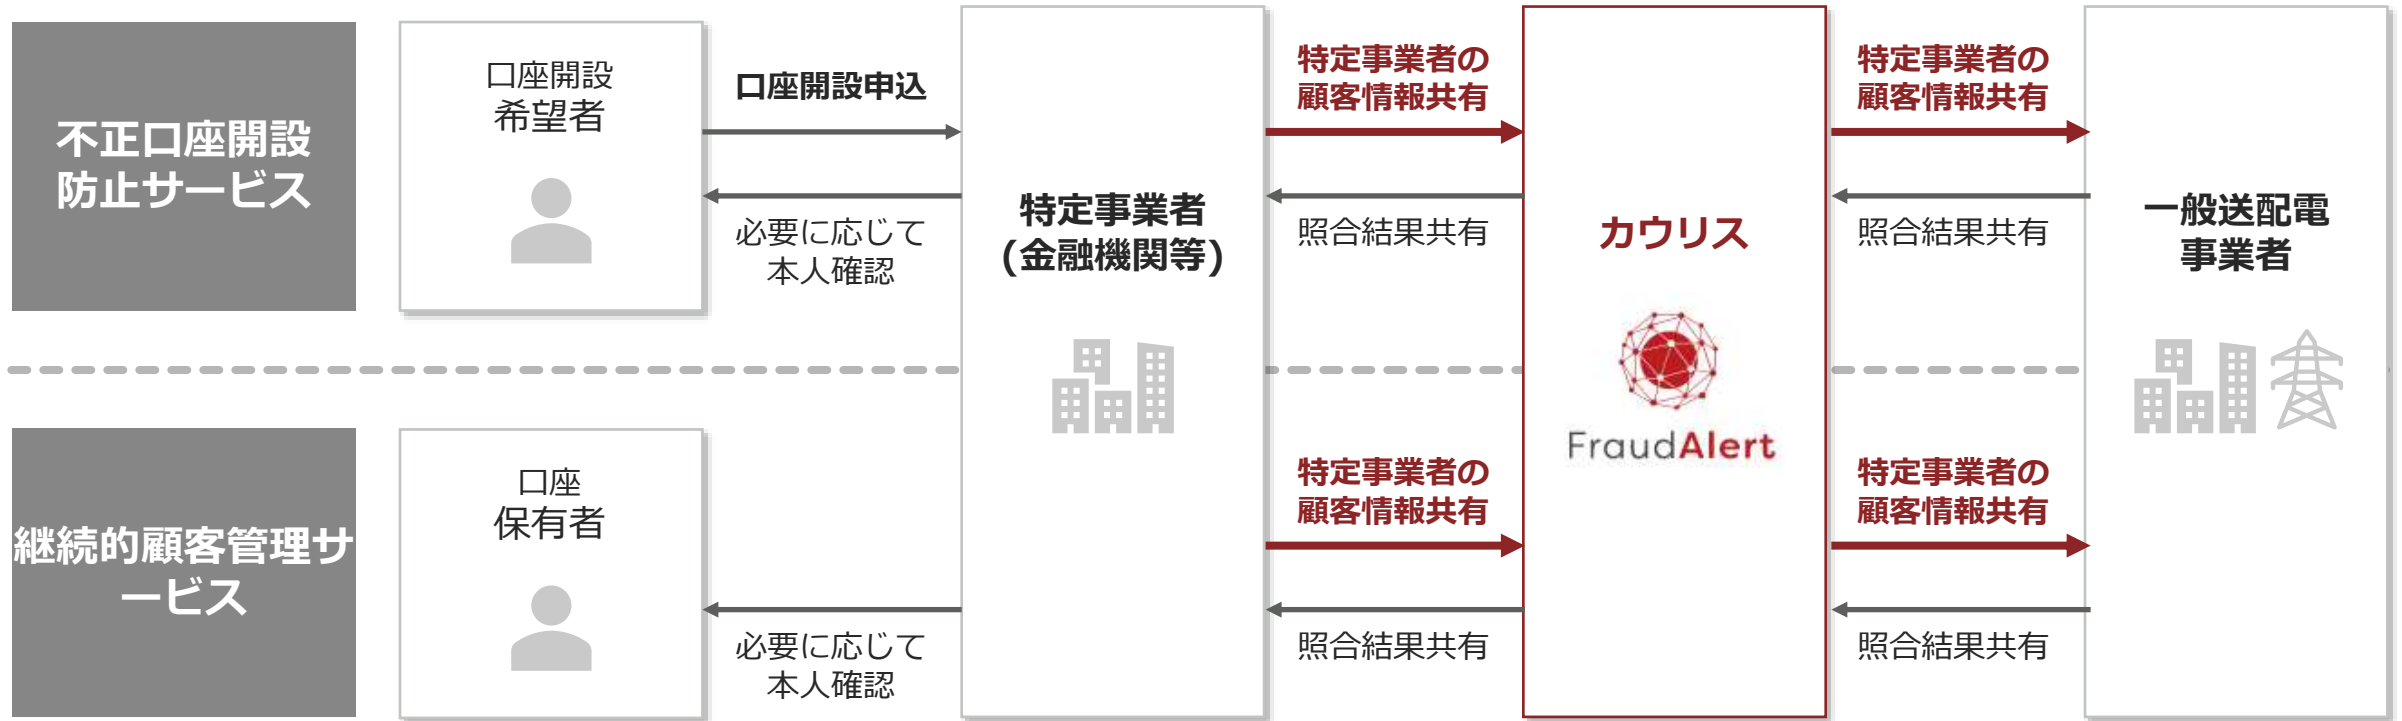 不正口座開設
防止サービス
口座開設
希望者
口座開設申込
必要に応じて
本人確認
特定事業者
(金融機関等)
特定事業者の
顧客情報共有
照合結果共有
カウリス
FraudAlert
特定事業者の
顧客情報共有
照合結果共有
一般送配電
事業者
継続的顧客管理サ
ービス
口座
保有者
必要に応じて
本人確認
特定事業者の
顧客情報共有
照合結果共有
特定事業者の
顧客情報共有
照合結果共有